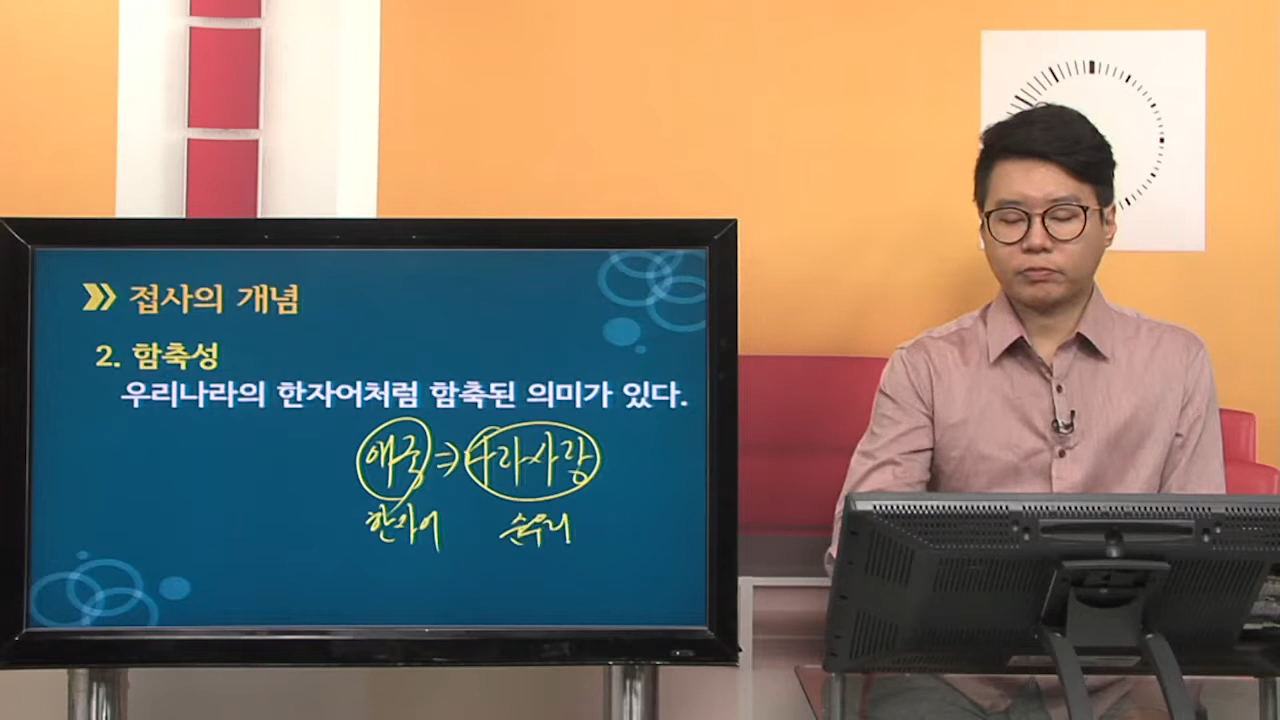 접사의 개념
2. 함축성
우리나라의 한자어처럼 함축된 의미가 있다.
애국 ⇒ 나라사랑
한자어 순우리